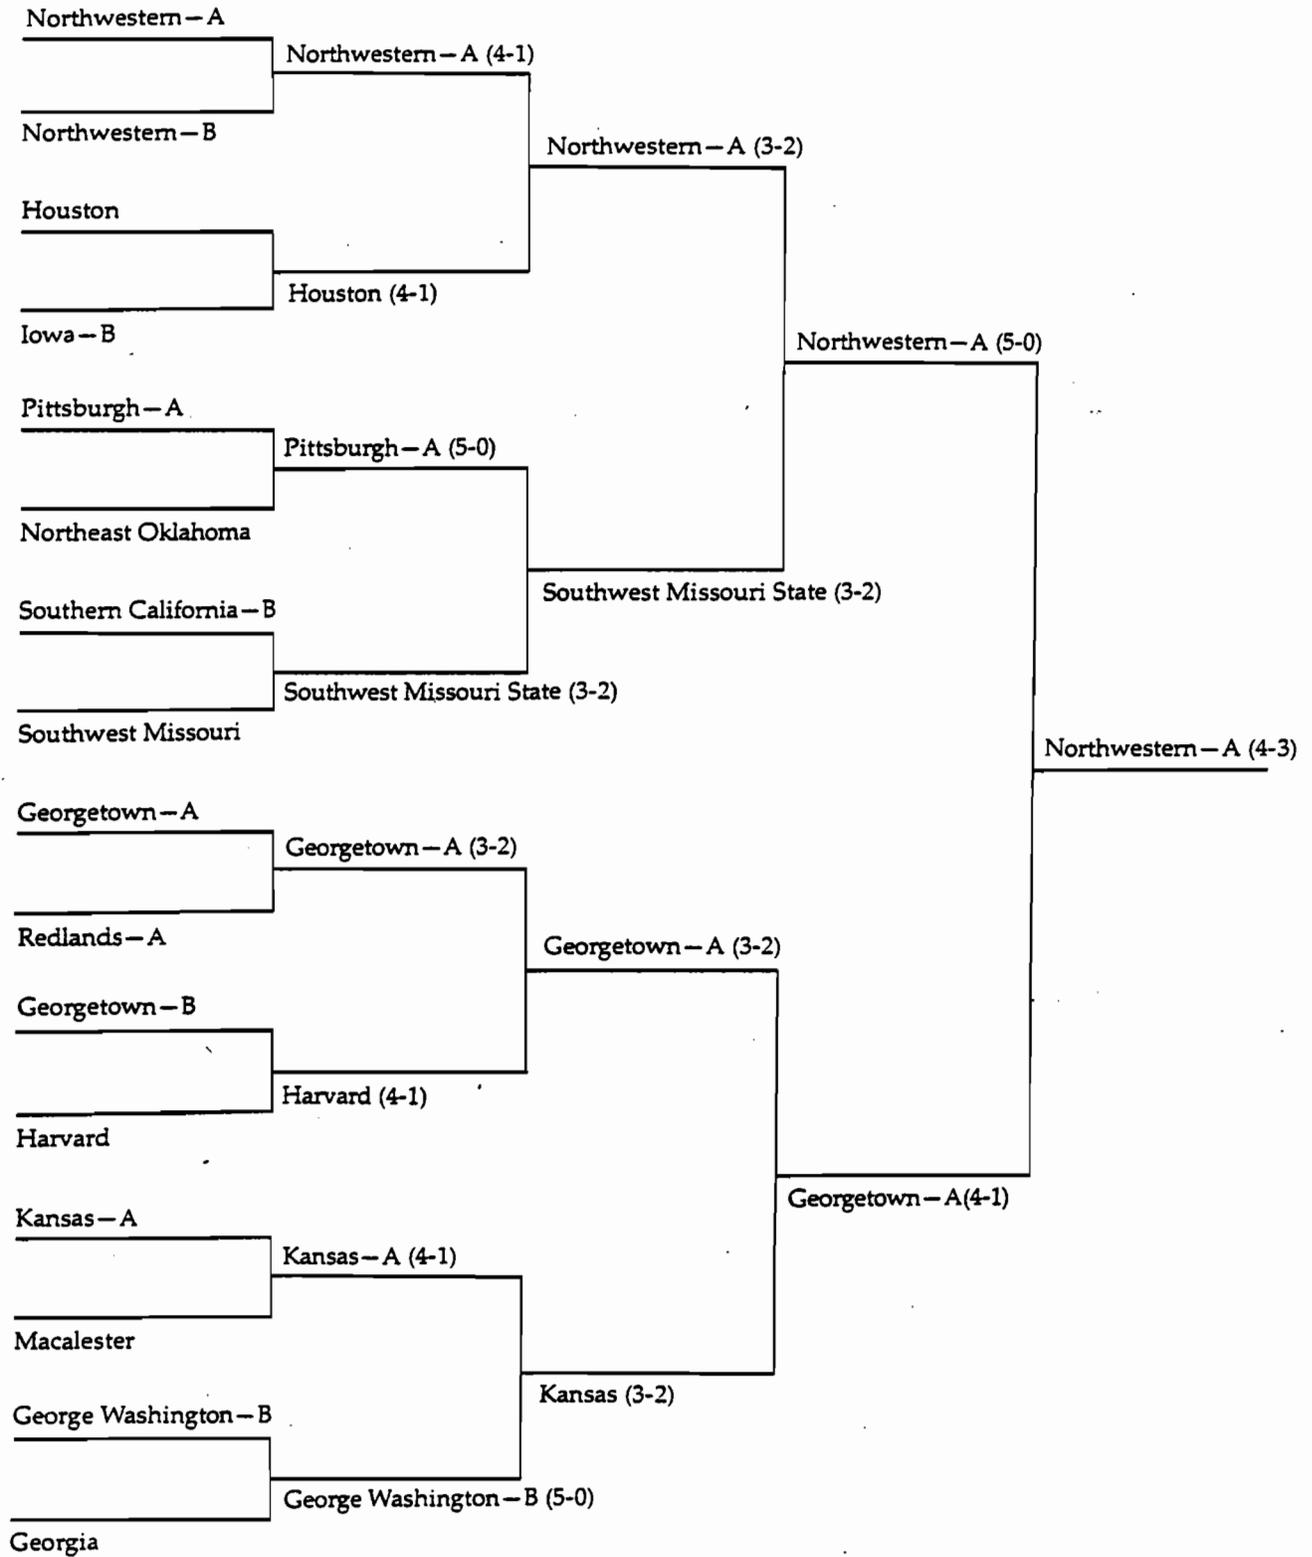 Northwestern—A
Northwestern—A (4-1)
Northwestern—B
Northwestern—A (3-2)
Houston
Houston (4-1)
Iowa—B
Northwestern—A (5-0)
Pittsburgh—A
Pittsburgh—A (5-0)
Northeast Oklahoma
Southwest Missouri State (3-2)
Southern California—B
Southwest Missouri State (3-2)
Southwest Missouri
Northwestern—A (4-3)
Georgetown—A
Georgetown—A (3-2)
Redlands—A
Georgetown—A (3-2)
Georgetown—B
Harvard (4-1)
Harvard
Georgetown—A(4-1)
Kansas—A
Kansas—A (4-1)
Macalester
Kansas (3-2)
George Washington—B
George Washington—B (5-0)
Georgia